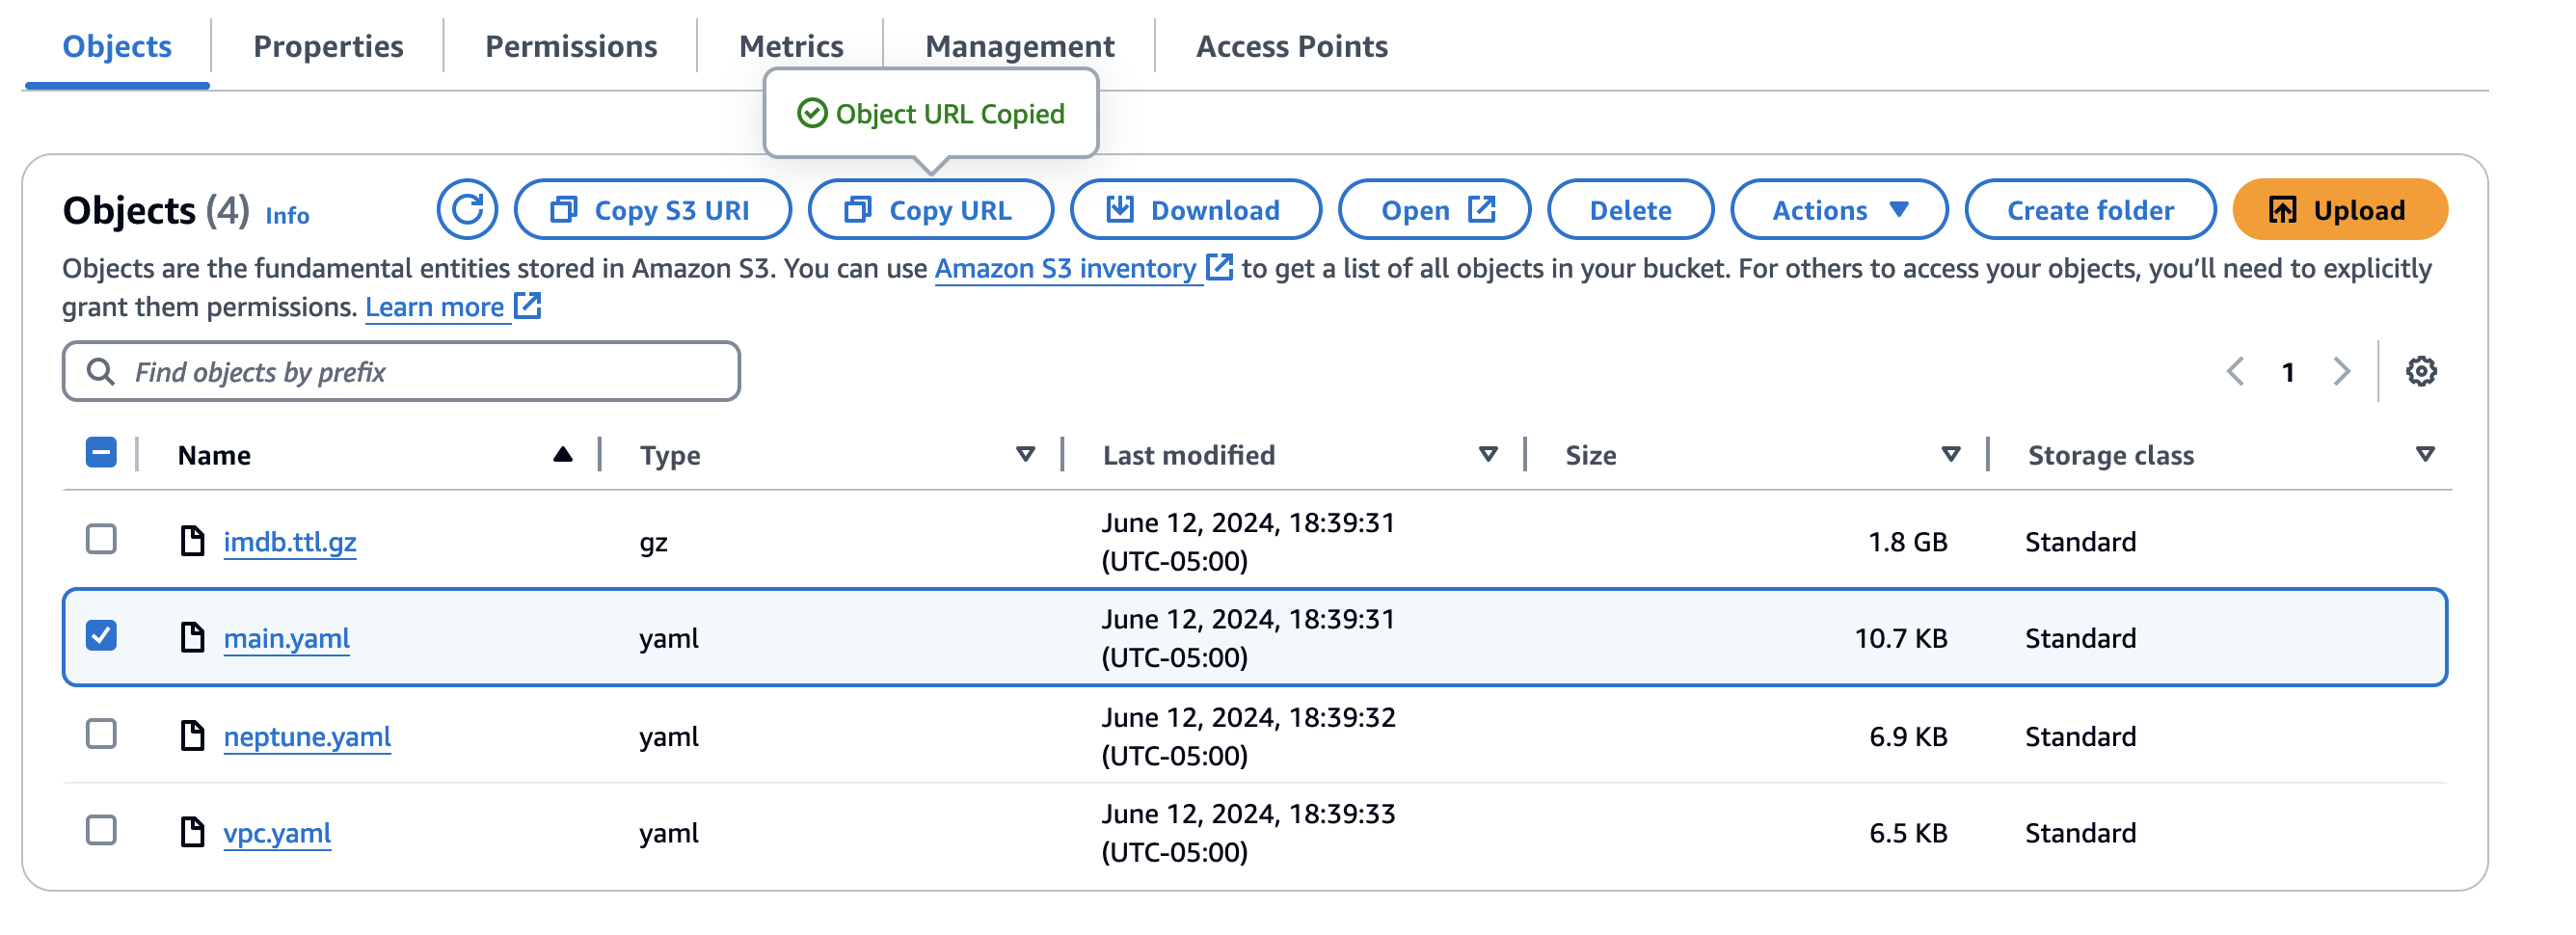 Objects
Properties
Permissions
Metrics
Management
Access Points
Object URL Copied
Objects (4) Info
Copy S3 URI
Copy URL
Download
Open
Delete
Actions
Create folder
Upload
Objects are the fundamental entities stored in Amazon S3. You can use Amazon S3 inventory to get a list of all objects in your bucket. For others to access your objects, you’ll need to explicitly
grant them permissions. Learn more
Find objects by prefix
1
Name Type Last modified Size Storage class
imdb.ttl.gz gz June 12, 2024, 18:39:31 (UTC-05:00) 1.8 GB Standard
main.yaml yaml June 12, 2024, 18:39:31 (UTC-05:00) 10.7 KB Standard
neptune.yaml yaml June 12, 2024, 18:39:32 (UTC-05:00) 6.9 KB Standard
vpc.yaml yaml June 12, 2024, 18:39:33 (UTC-05:00) 6.5 KB Standard